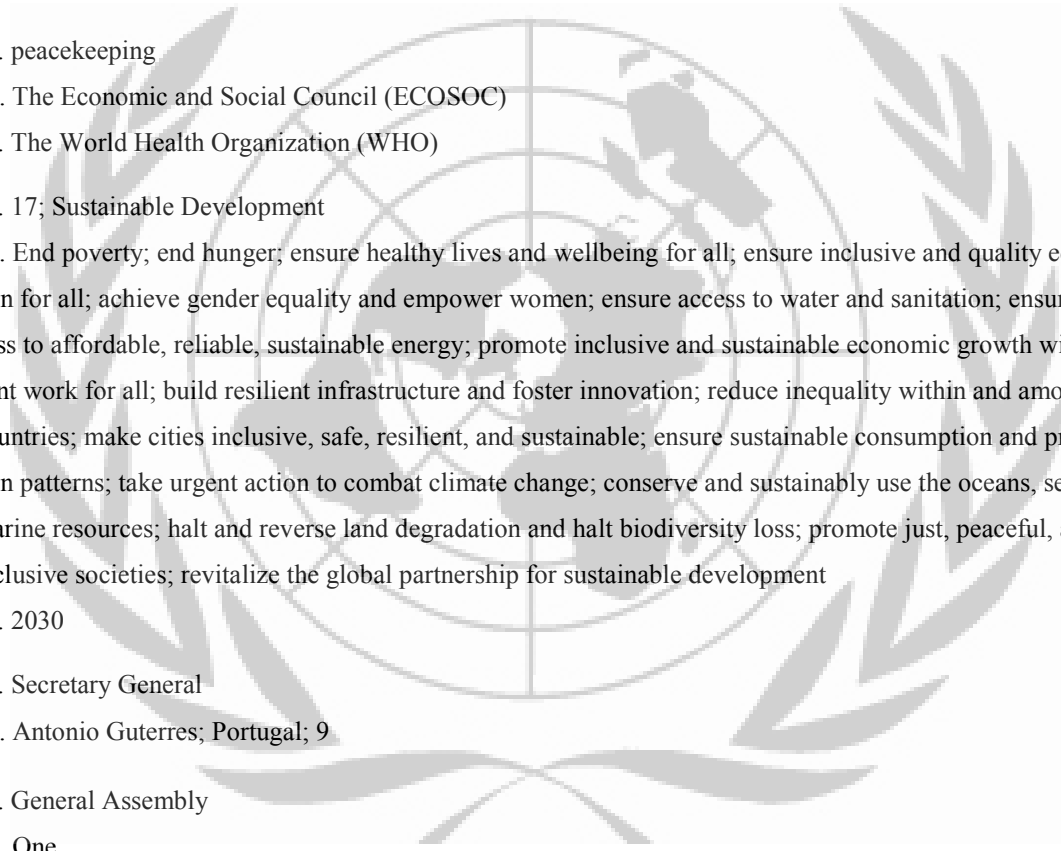 . peacekeeping
. The Economic and Social Council (ECOSOC)
. The World Health Organization (WHO)
. 17; Sustainable Development
. End poverty; end hunger; ensure healthy lives and wellbeing for all; ensure inclusive and quality e
n for all; achieve gender equality and empower women; ensure access to water and sanitation; ensur
ss to affordable, reliable, sustainable energy; promote inclusive and sustainable economic growth wi
nt work for all; build resilient infrastructure and foster innovation; reduce inequality within and amo
untries; make cities inclusive, safe, resilient, and sustainable; ensure sustainable consumption and pr
n patterns; take urgent action to combat climate change; conserve and sustainably use the oceans, se
arine resources; halt and reverse land degradation and halt biodiversity loss; promote just, peaceful, a
clusive societies; revitalize the global partnership for sustainable development
. 2030
. Secretary General
. Antonio Guterres; Portugal; 9
. General Assembly
. One